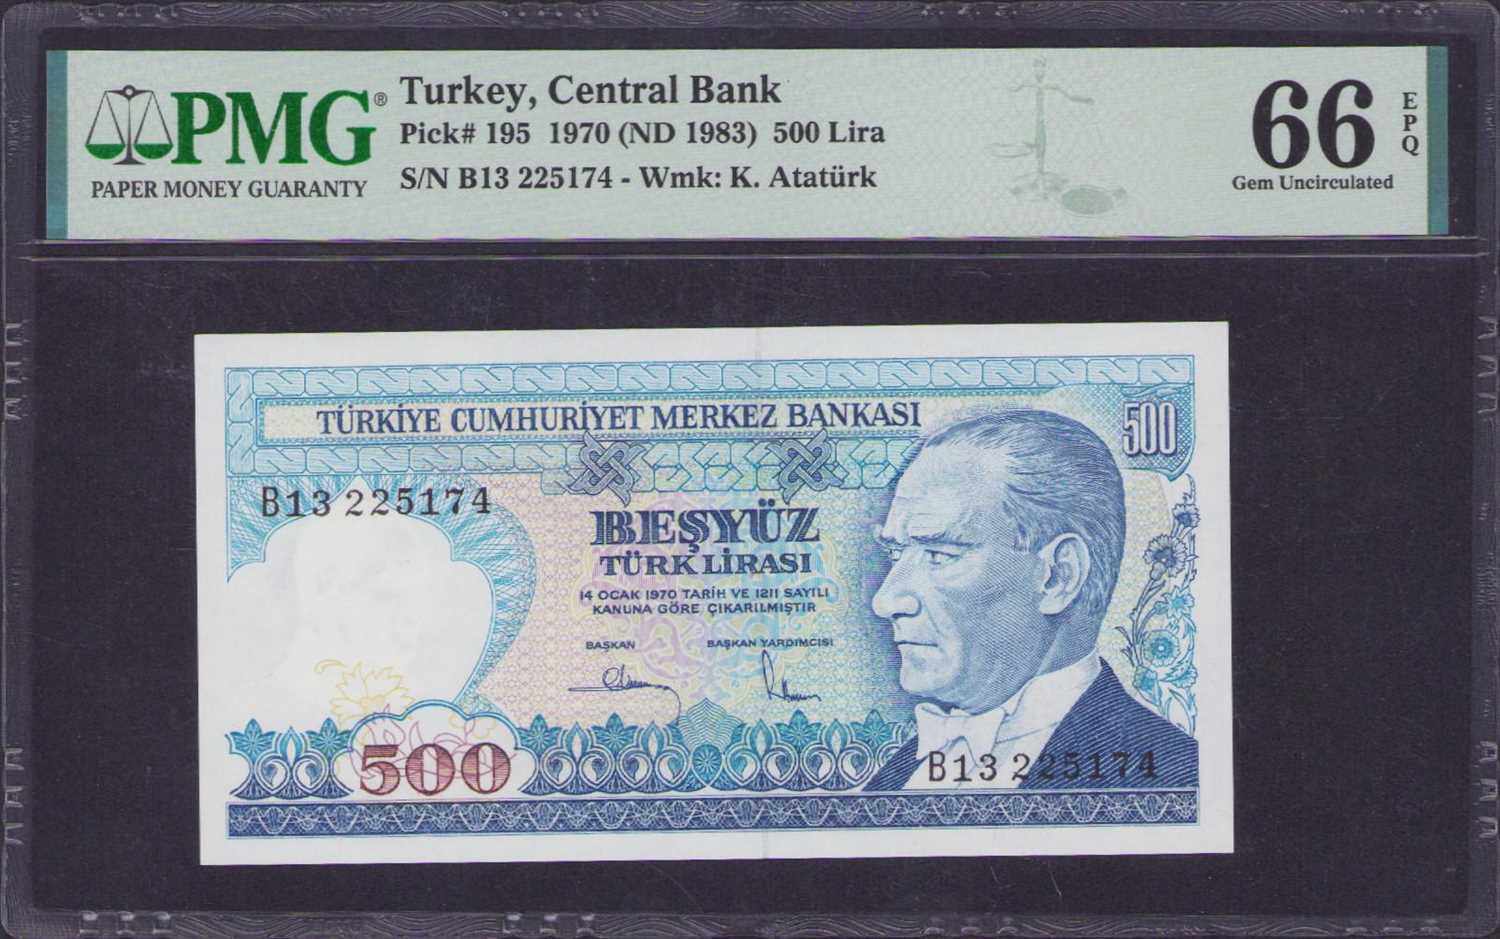 PMG®
PAPER MONEY GUARANTY
Turkey, Central Bank
Pick# 195 1970 (ND 1983) 500 Lira
S/N B13 225174 - Wmk: K. Atatürk
66 EPQ
Gem Uncirculated
TÜRKİYE CUMHURİYET MERKEZ BANKASI
500
B13 225174
BEŞYÜZ
TÜRK LİRASI
14 OCAK 1970 TARİH VE 1211 SAYILI
KANUNA GÖRE ÇIKARILMIŞTIR
BAŞKAN BAŞKAN YARDIMCISI
500
B13 225174